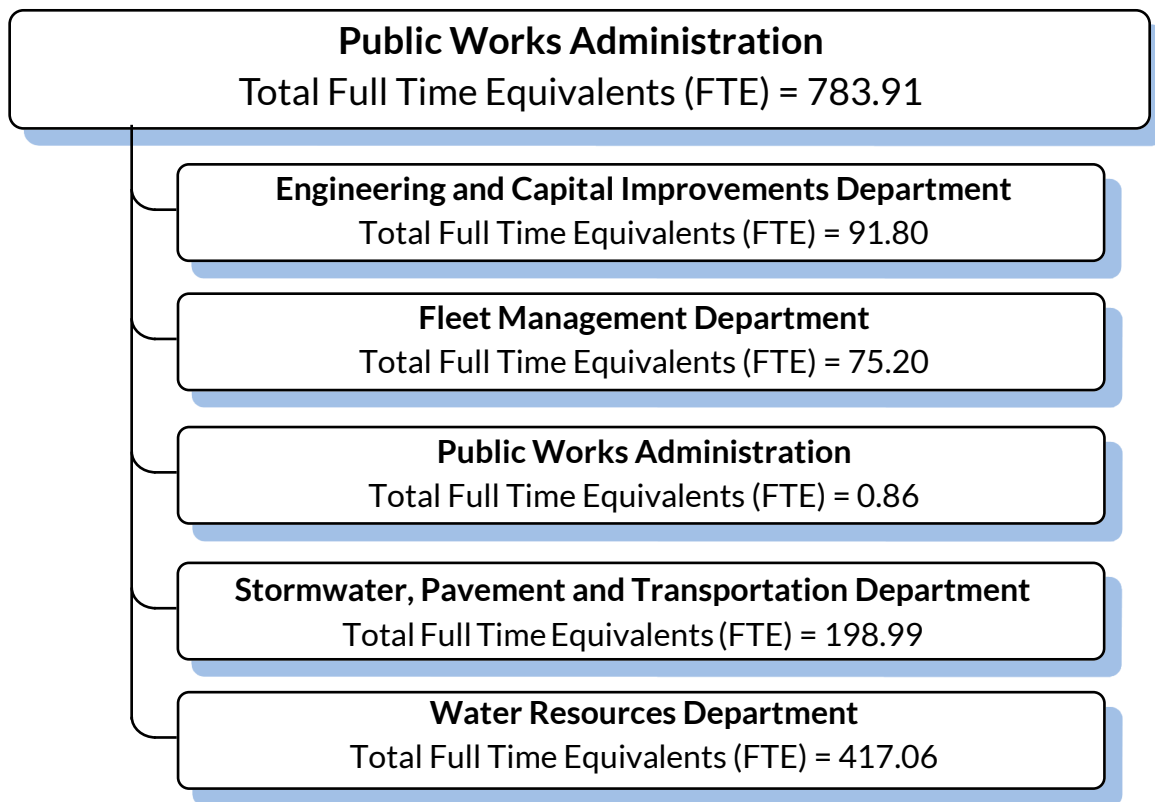 Public Works Administration
Total Full Time Equivalents (FTE) = 783.91
Engineering and Capital Improvements Department
Total Full Time Equivalents (FTE) = 91.80
Fleet Management Department
Total Full Time Equivalents (FTE) = 75.20
Public Works Administration
Total Full Time Equivalents (FTE) = 0.86
Stormwater, Pavement and Transportation Department
Total Full Time Equivalents (FTE) = 198.99
Water Resources Department
Total Full Time Equivalents (FTE) = 417.06